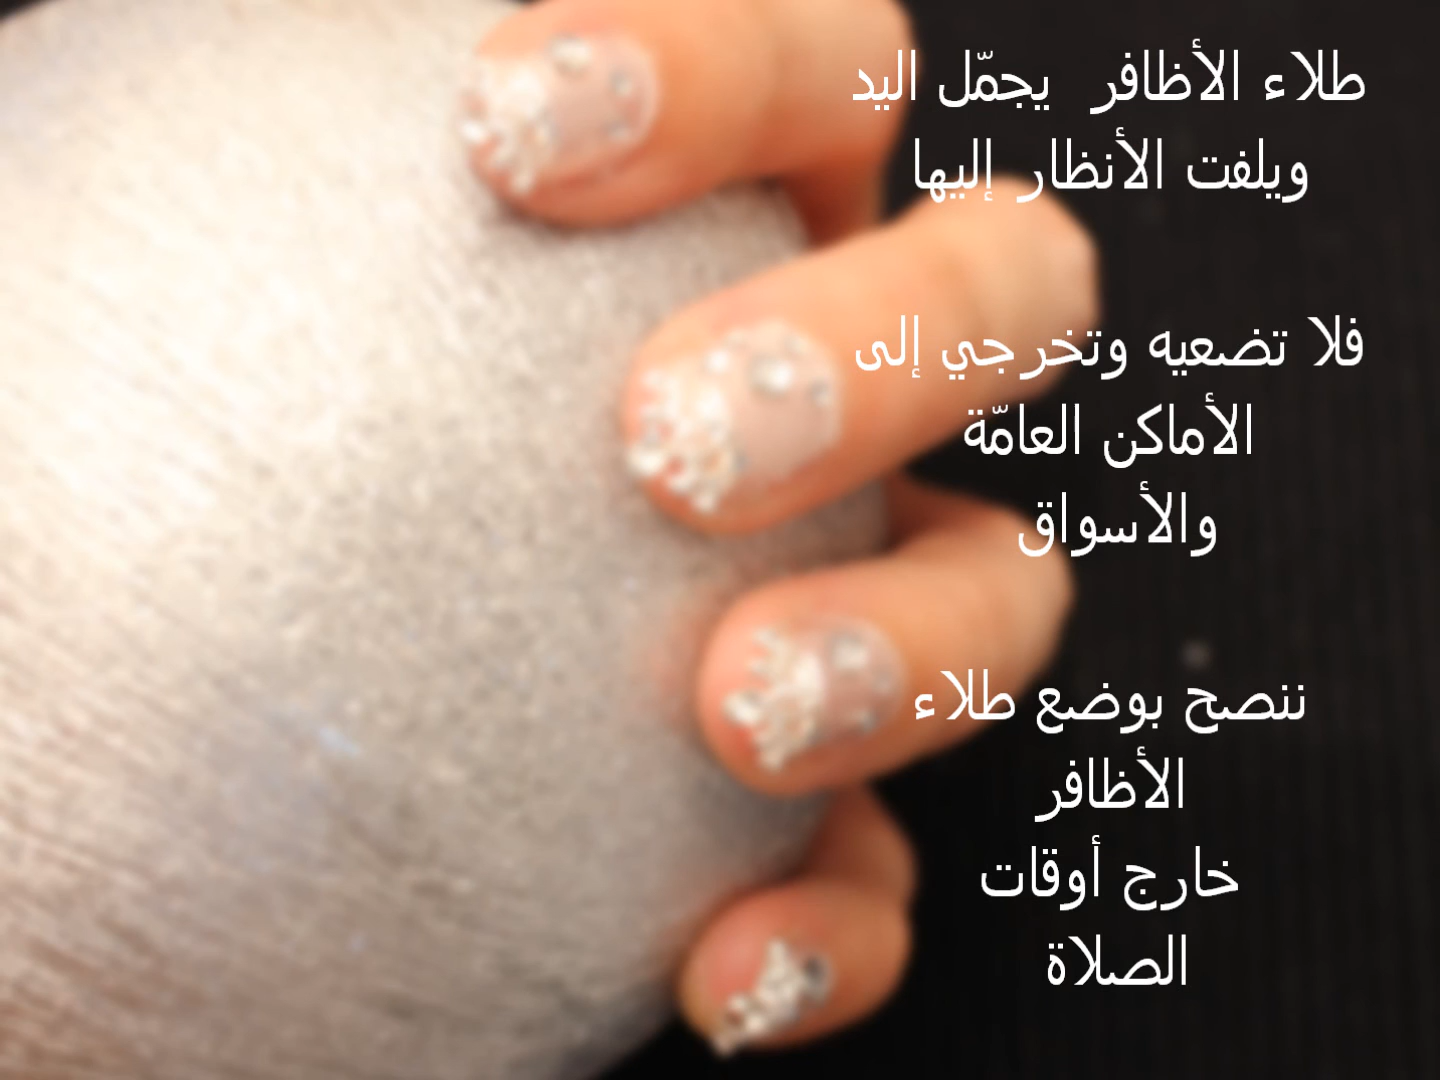 طلاء الأظافر يجمّل اليد
ويلفت الأنظار إليها
فلا تضعيه وتخرجي إلى
الأماكن العامّة
والأسواق
ننصح بوضع طلاء
الأظافر
خارج أوقات
الصلاة